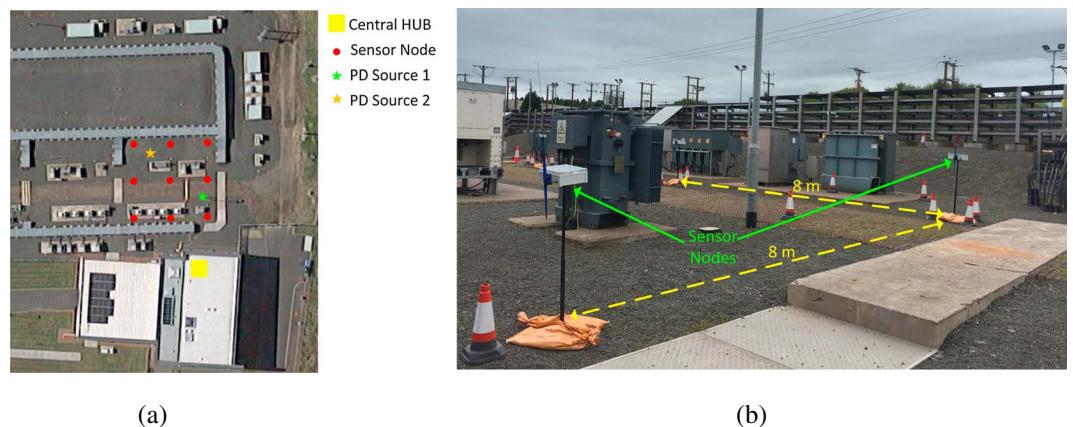 Central HUB
Sensor Node
PD Source 1
PD Source 2
8 m
Sensor
Nodes
8 m
(a)
(b)